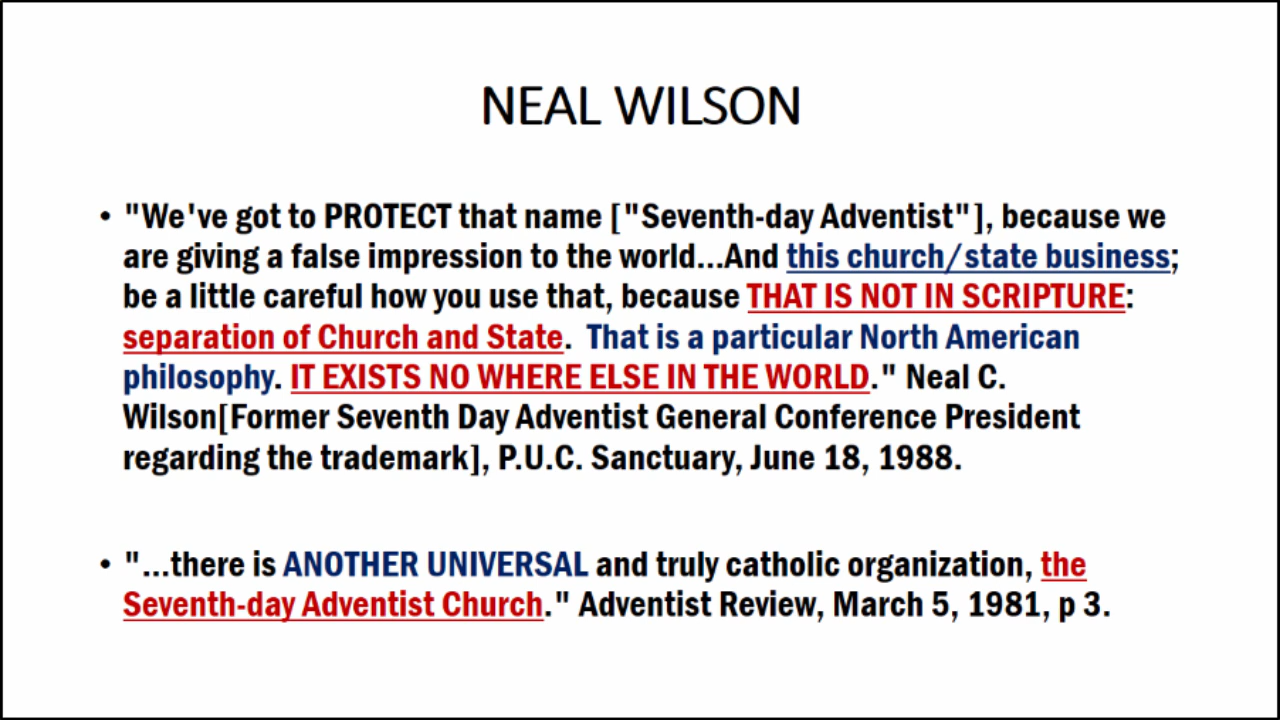 NEAL WILSON
• "We've got to PROTECT that name ["Seventh-day Adventist"], because we
are giving a false impression to the world...And this church/state business;
be a little careful how you use that, because THAT IS NOT IN SCRIPTURE:
separation of Church and State. That is a particular North American
philosophy. IT EXISTS NO WHERE ELSE IN THE WORLD." Neal C.
Wilson[Former Seventh Day Adventist General Conference President
regarding the trademark], P.U.C. Sanctuary, June 18, 1988.
• "...there is ANOTHER UNIVERSAL and truly catholic organization, the
Seventh-day Adventist Church." Adventist Review, March 5, 1981, p 3.